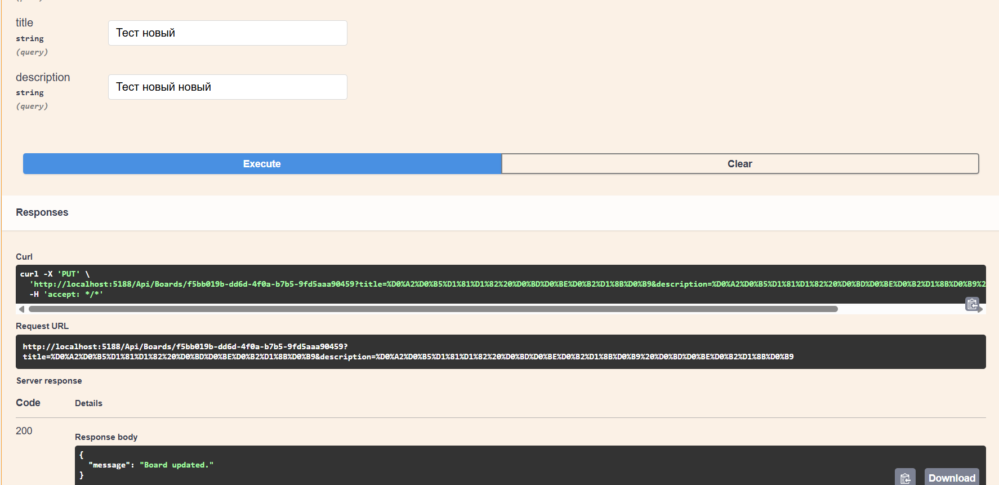 title
string
(query)
Тест новый
description
string
(query)
Тест новый новый
Execute
Clear
Responses
Curl
curl -X 'PUT' \
'http://localhost:5188/Api/Boards/f5bb019b-dd6d-4f0a-b7b5-9fd5aaa90459?title=%D0%A2%D0%B5%D1%81%D1%82%20%D0%BD%D0%BE%D0%B2%D1%8B%D0%B9&description=%D0%A2%D0%B5%D1%81%D1%82%20%D0%BD%D0%BE%D0%B2%D1%8B%D0%B9%2
-H 'accept: */*'
Request URL
http://localhost:5188/Api/Boards/f5bb019b-dd6d-4f0a-b7b5-9fd5aaa90459?
title=%D0%A2%D0%B5%D1%81%D1%82%20%D0%BD%D0%BE%D0%B2%D1%8B%D0%B9&description=%D0%A2%D0%B5%D1%81%D1%82%20%D0%BD%D0%BE%D0%B2%D1%8B%D0%B9%20%D0%BD%D0%BE%D0%B2%D1%8B%D0%B9
Server response
Code
Details
200
Response body
{
"message": "Board updated."
}
Download